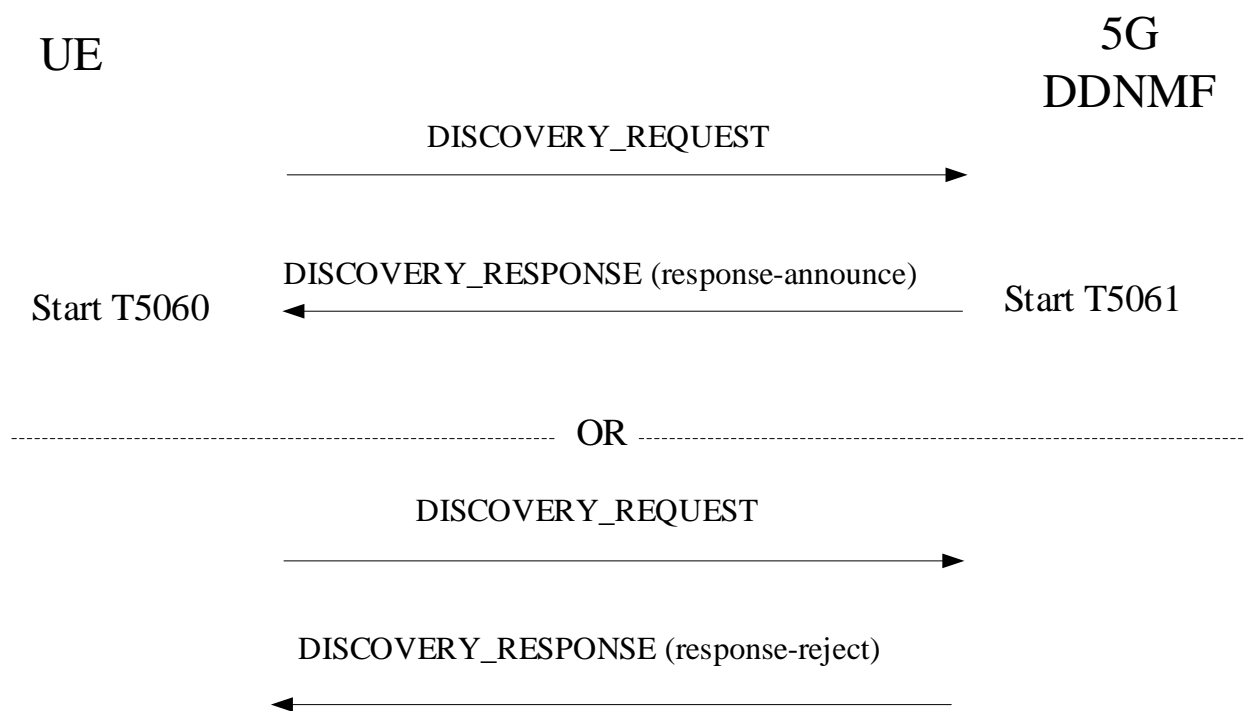 UE
5G
DDNMF
DISCOVERY_REQUEST
DISCOVERY_RESPONSE (response-announce)
Start T5060
Start T5061
OR
DISCOVERY_REQUEST
DISCOVERY_RESPONSE (response-reject)